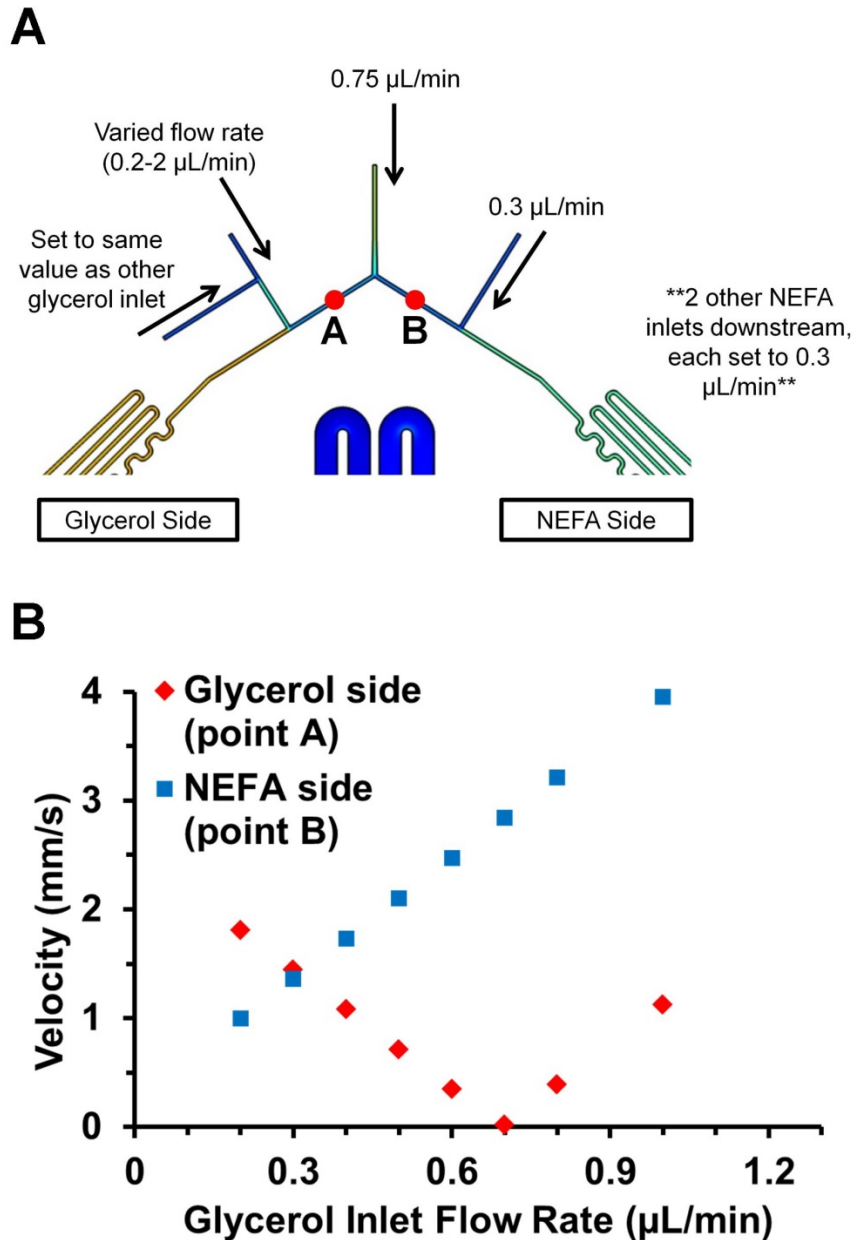 A
0.75 µL/min
Varied flow rate
(0.2-2 µL/min)
0.3 µL/min
Set to same
value as other
glycerol inlet
A
B
**2 other NEFA
inlets downstream,
each set to 0.3
µL/min**
Glycerol Side
NEFA Side
B
Glycerol side
(point A)
NEFA side
(point B)
Velocity (mm/s)
4
3
2
1
0
0
0.3
0.6
0.9
1.2
Glycerol Inlet Flow Rate (µL/min)